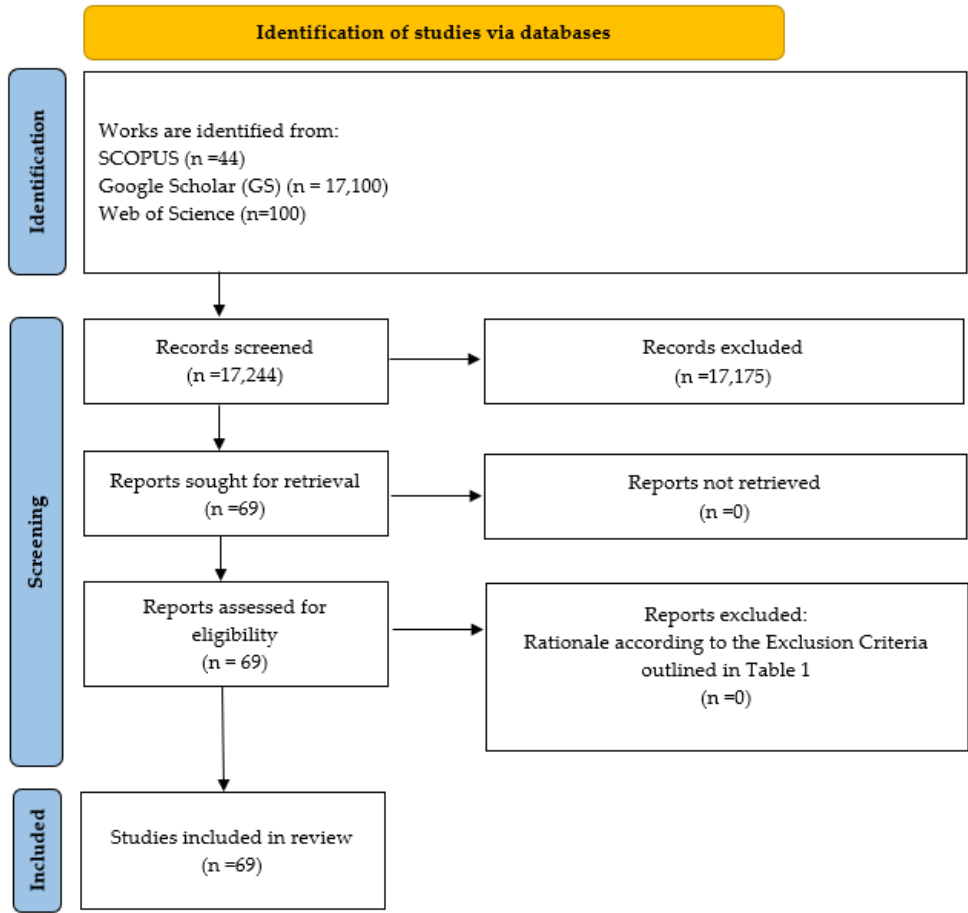 Identification of studies via databases
Identification
Works are identified from:
SCOPUS (n =44)
Google Scholar (GS) (n = 17,100)
Web of Science (n=100)
Screening
Records screened
(n =17,244)
Records excluded
(n =17,175)
Reports sought for retrieval
(n =69)
Reports not retrieved
(n =0)
Reports assessed for
eligibility
(n = 69)
Reports excluded:
Rationale according to the Exclusion Criteria
outlined in Table 1
(n =0)
Included
Studies included in review
(n =69)